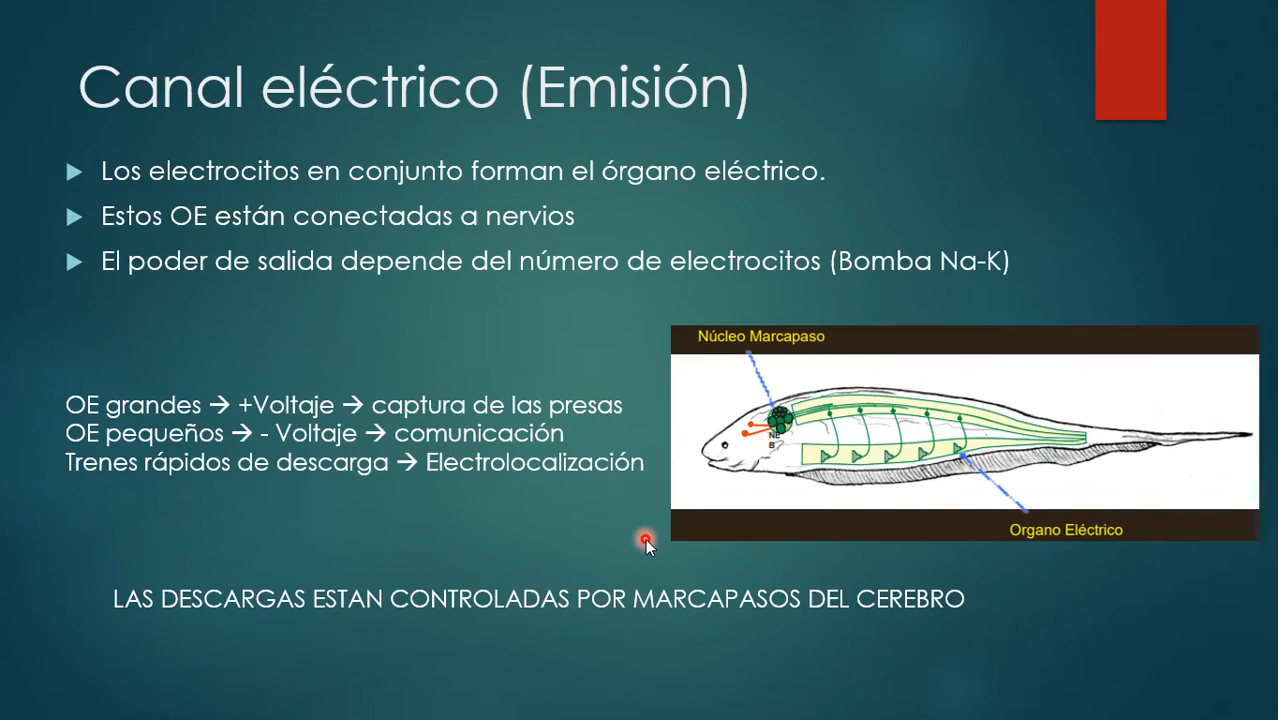 Canal eléctrico (Emisión)
Los electrocitos en conjunto forman el órgano eléctrico.
Estos OE están conectadas a nervios
El poder de salida depende del número de electrocitos (Bomba Na-K)
Núcleo Marcapaso
NE
B
OE grandes → +Voltaje → captura de las presas
OE pequeños → - Voltaje → comunicación
Trenes rápidos de descarga → Electrolocalización
Organo Eléctrico
LAS DESCARGAS ESTAN CONTROLADAS POR MARCAPASOS DEL CEREBRO